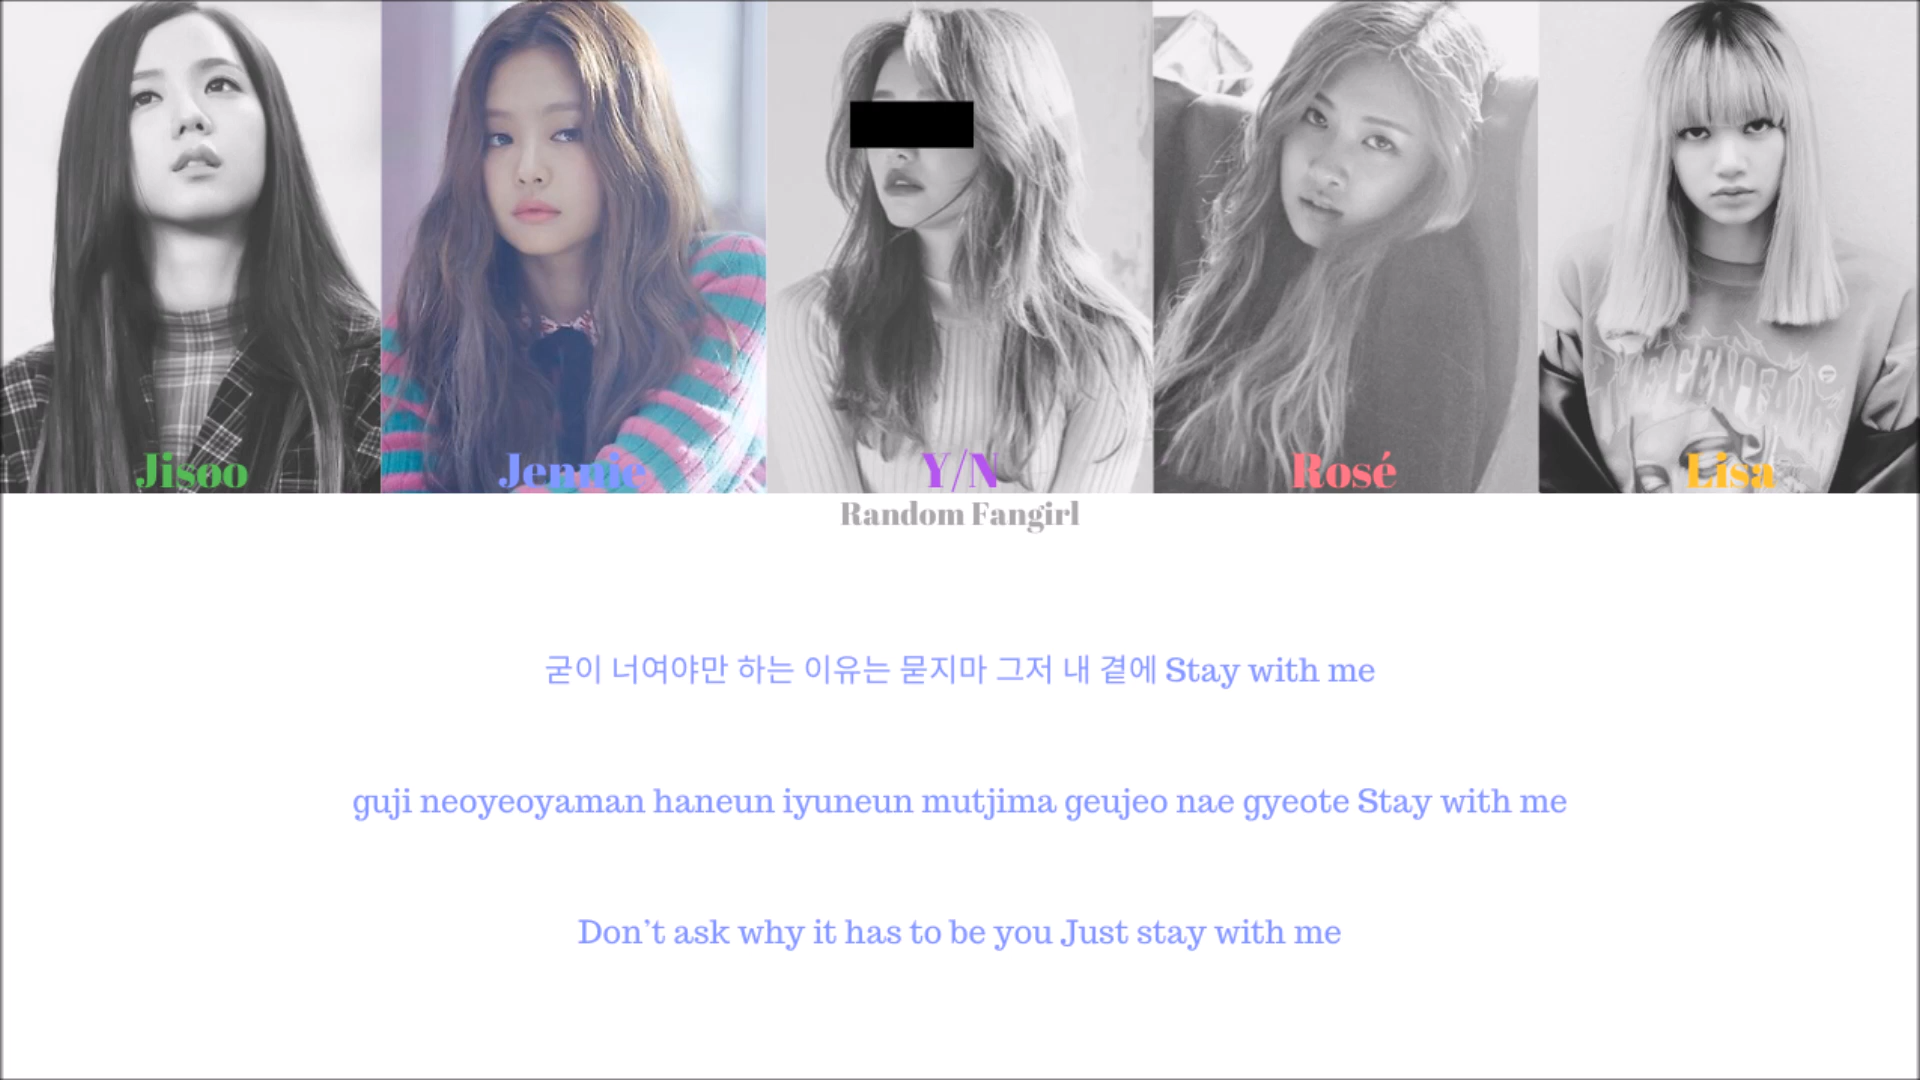 Jisoo
Jennie
Y/N
Rosé
Lisa
Random Fangirl
굳이 너여야만 하는 이유는 묻지마 그저 내 곁에 Stay with me
guji neoyeoyaman haneun iyuneun mutjima geujeo nae gyeote Stay with me
Don’t ask why it has to be you Just stay with me